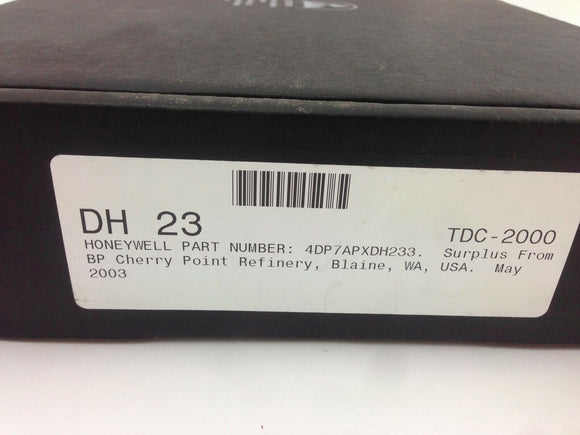 DH 23 TDC-2000
HONEYWELL PART NUMBER: 4DP7APXDH233. Surplus From
BP Cherry Point Refinery, Blaine, WA, USA. May
2003